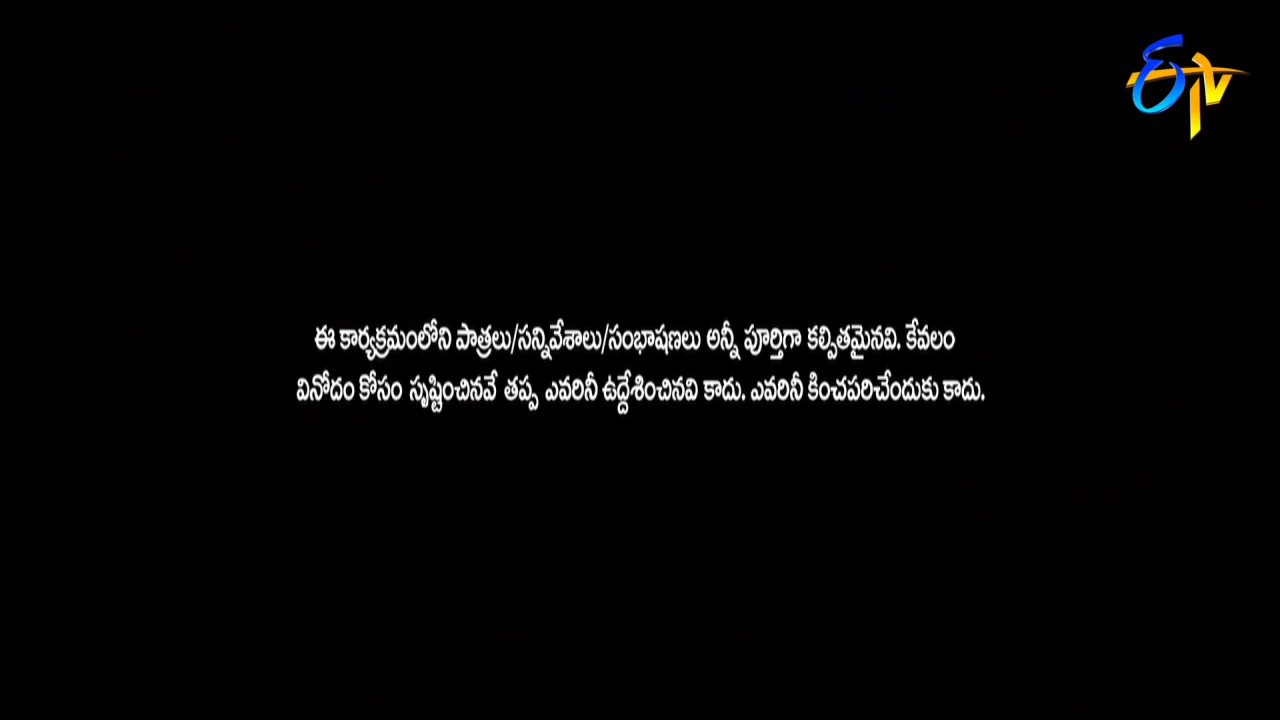 ఈ టీవీ
ఈ కార్యక్రమంలోని పాత్రలు/సన్నివేశాలు/సంభాషణలు అన్నీ పూర్తిగా కల్పితమైనవి. కేవలం
వినోదం కోసం సృష్టించినవే తప్ప ఎవరినీ ఉద్దేశించినవి కాదు. ఎవరినీ కించపరిచేందుకు కాదు.